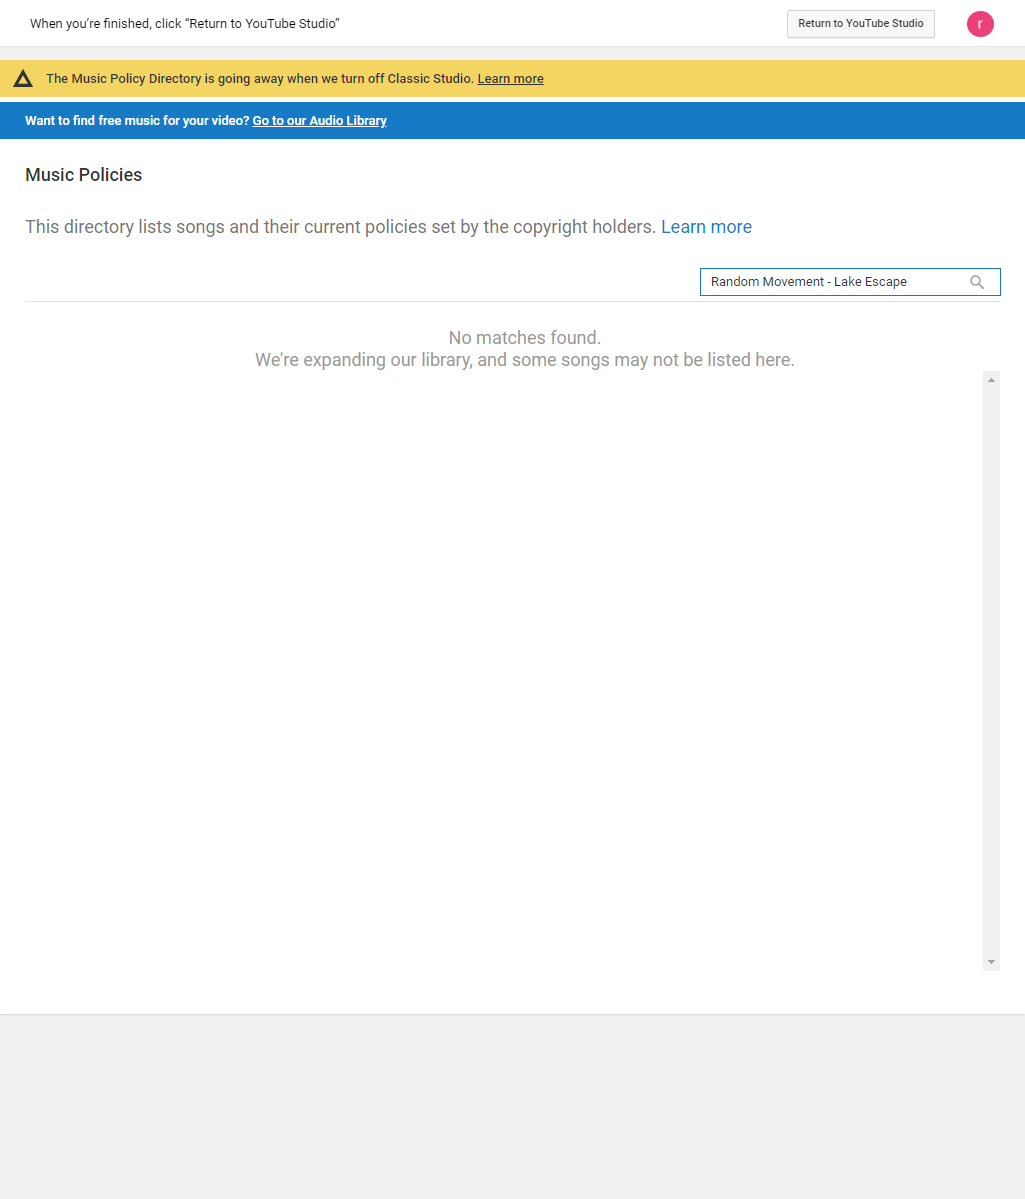 When you’re finished, click “Return to YouTube Studio”
Return to YouTube Studio
r
The Music Policy Directory is going away when we turn off Classic Studio. Learn more
Want to find free music for your video? Go to our Audio Library
Music Policies
This directory lists songs and their current policies set by the copyright holders. Learn more
Random Movement - Lake Escape
No matches found.
We're expanding our library, and some songs may not be listed here.